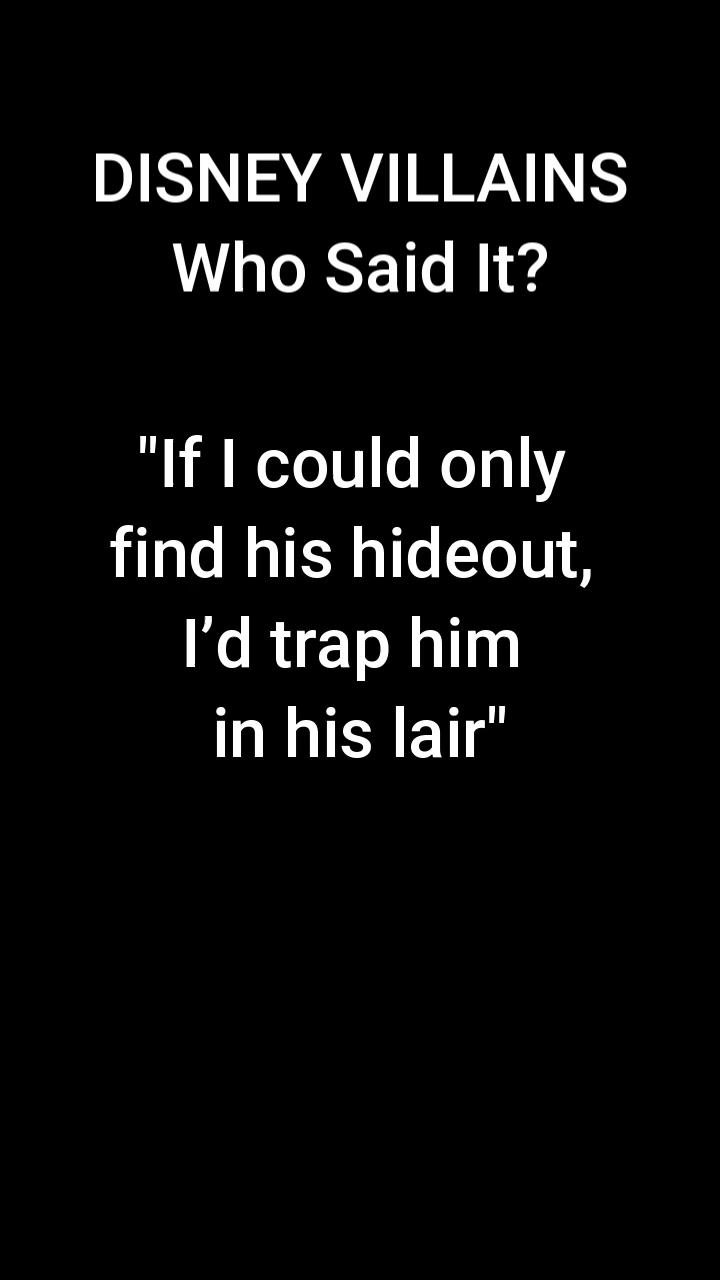 DISNEY VILLAINS
Who Said It?
"If I could only
find his hideout,
I’d trap him
in his lair"